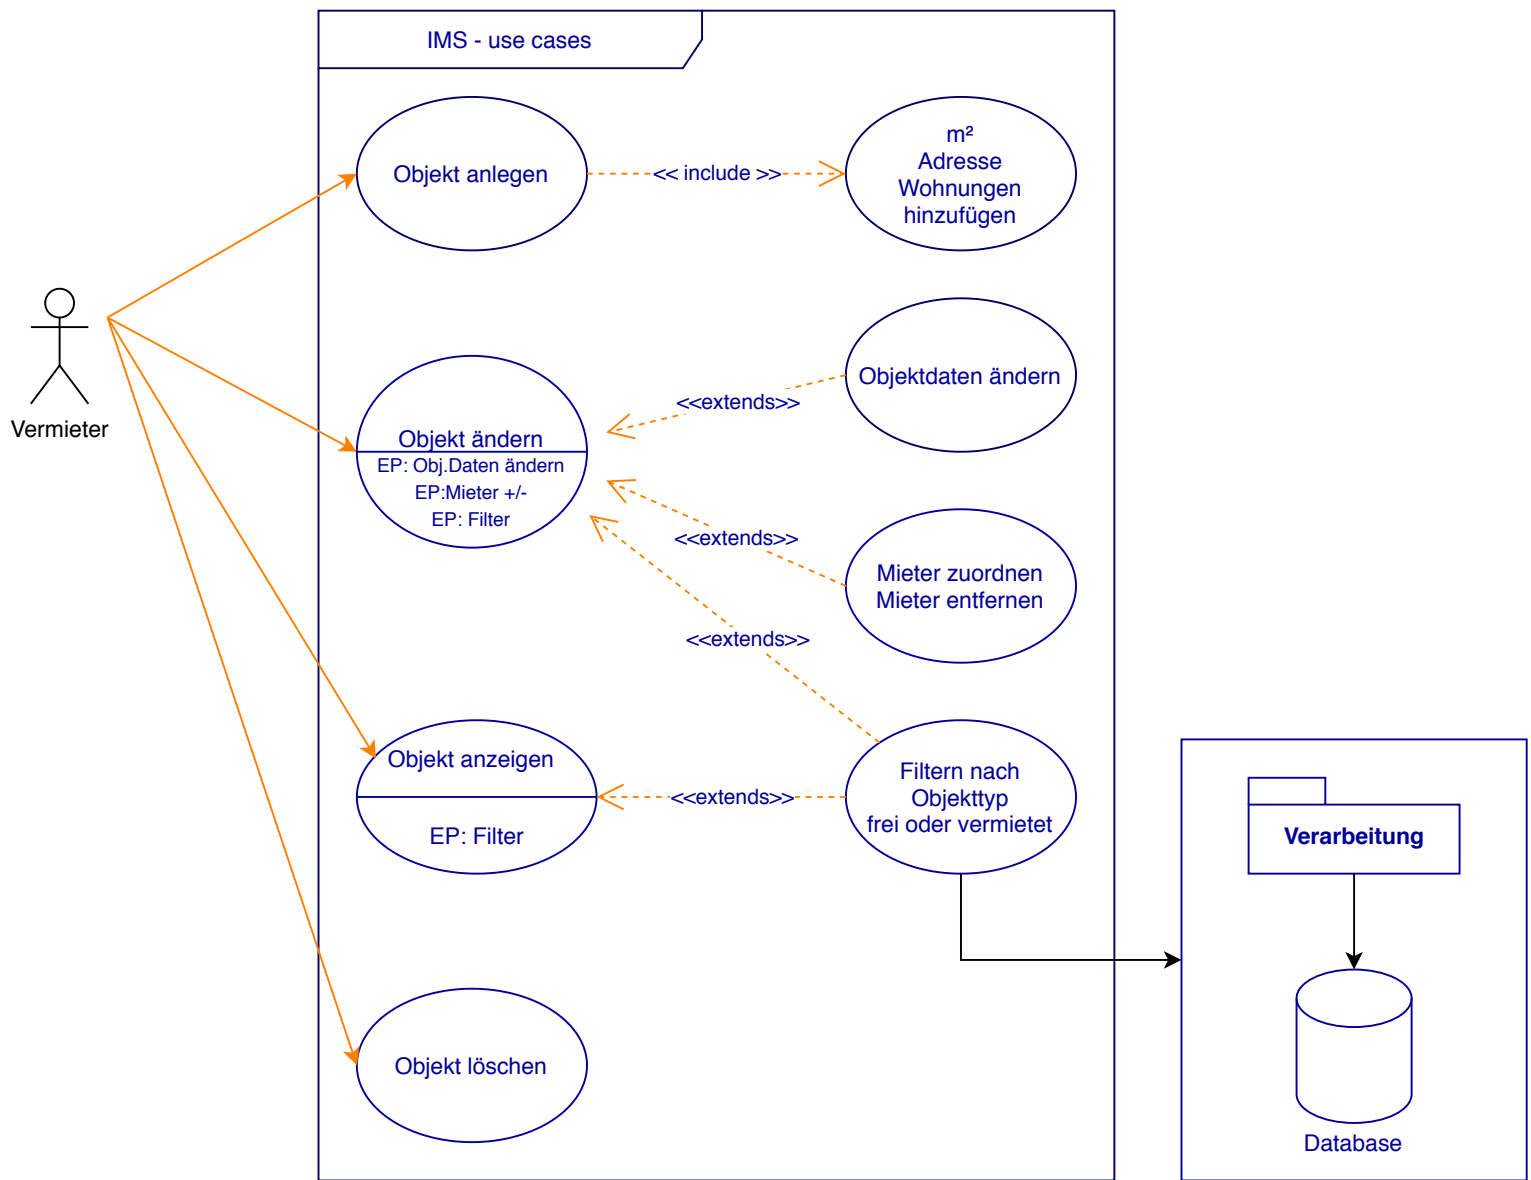 IMS - use cases
Objekt anlegen
<< include >>
m²
Adresse
Wohnungen
hinzufügen
Vermieter
Objektdaten ändern
<<extends>>
Objekt ändern
EP: Obj.Daten ändern
EP:Mieter +/-
EP: Filter
<<extends>>
Mieter zuordnen
Mieter entfernen
<<extends>>
Objekt anzeigen
EP: Filter
<<extends>>
Filtern nach
Objekttyp
frei oder vermietet
Verarbeitung
Database
Objekt löschen